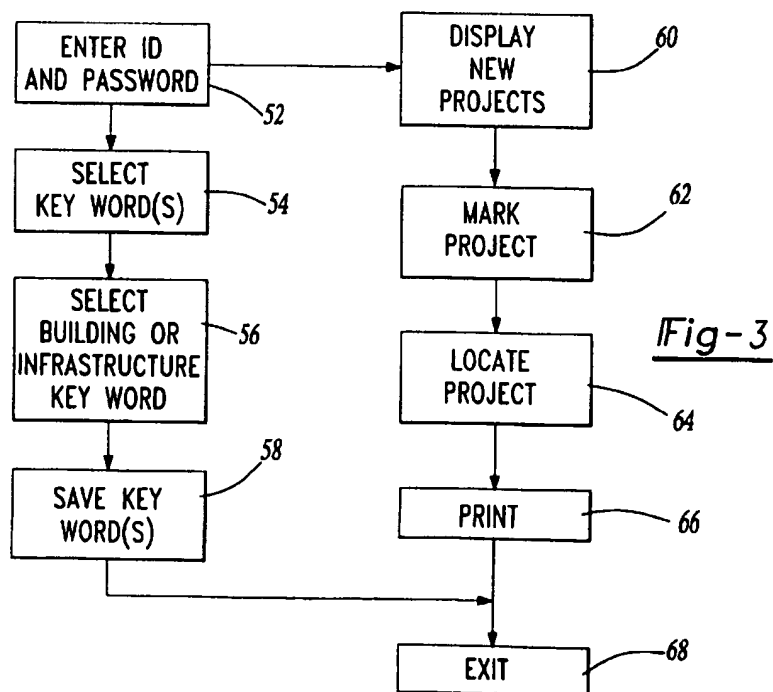 ENTER ID
AND PASSWORD
52
SELECT
KEY WORD(S)
54
SELECT
BUILDING OR
INFRASTRUCTURE
KEY WORD
56
SAVE KEY
WORD(S)
58
DISPLAY
NEW
PROJECTS
60
MARK
PROJECT
62
LOCATE
PROJECT
64
PRINT
66
EXIT
68
Fig-3